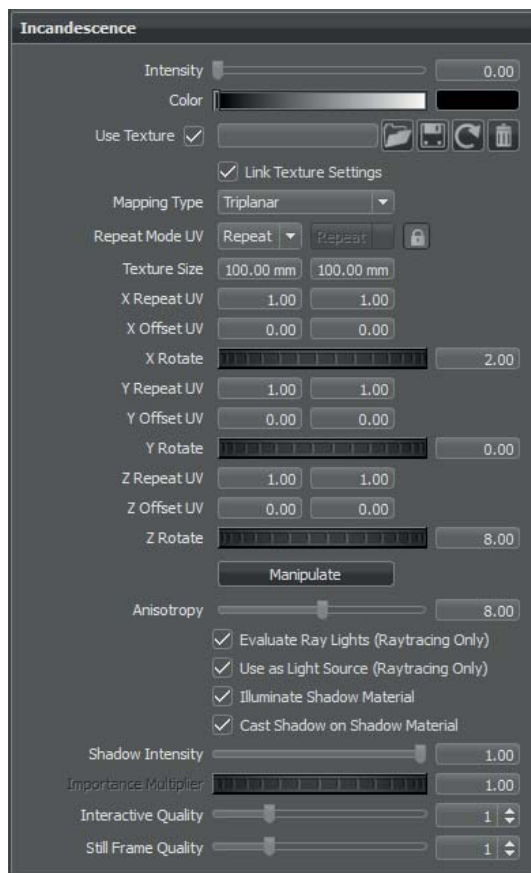 Incandescence
Intensity 0.00
Color
Use Texture
Link Texture Settings
Mapping Type Triplanar
Repeat Mode UV Repeat Repeat
Texture Size 100.00 mm 100.00 mm
X Repeat UV 1.00 1.00
X Offset UV 0.00 0.00
X Rotate 2.00
Y Repeat UV 1.00 1.00
Y Offset UV 0.00 0.00
Y Rotate 0.00
Z Repeat UV 1.00 1.00
Z Offset UV 0.00 0.00
Z Rotate 8.00
Manipulate
Anisotropy 8.00
Evaluate Ray Lights (Raytracing Only)
Use as Light Source (Raytracing Only)
Illuminate Shadow Material
Cast Shadow on Shadow Material
Shadow Intensity 1.00
Importance Multiplier 1.00
Interactive Quality 1
Still Frame Quality 1